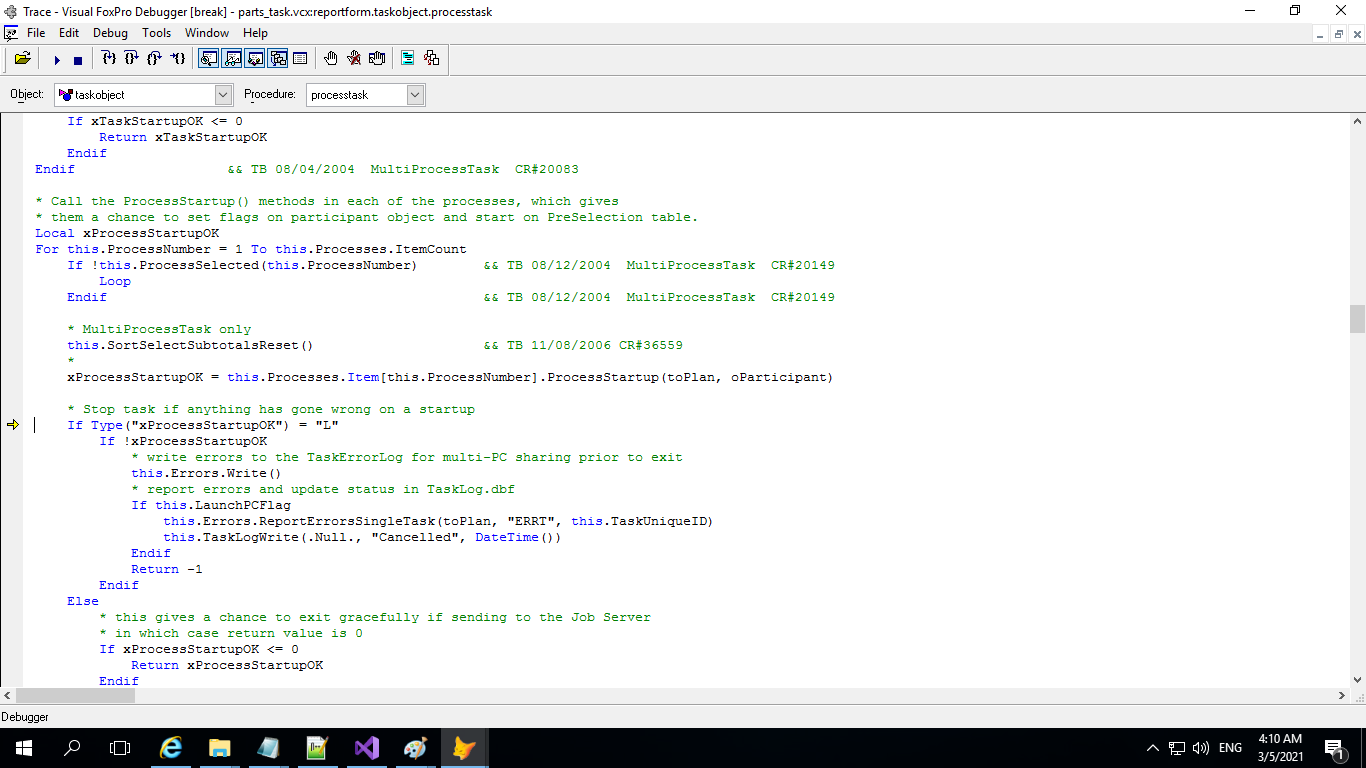 Trace - Visual FoxPro Debugger [break] - parts_task.vcx:reportform.taskobject.processtask
File Edit Debug Tools Window Help
Object: taskobject Procedure: processtask
If xTaskStartupOK <= 0
Return xTaskStartupOK
Endif
Endif && TB 08/04/2004 MultiProcessTask CR#20083
* Call the ProcessStartup() methods in each of the processes, which gives
* them a chance to set flags on participant object and start on PreSelection table.
Local xProcessStartupOK
For this.ProcessNumber = 1 To this.Processes.ItemCount
If !this.ProcessSelected(this.ProcessNumber) && TB 08/12/2004 MultiProcessTask CR#20149
Loop
Endif && TB 08/12/2004 MultiProcessTask CR#20149
* MultiProcessTask only
this.SortSelectSubtotalsReset() && TB 11/08/2006 CR#36559
*
xProcessStartupOK = this.Processes.Item[this.ProcessNumber].ProcessStartup(toPlan, oParticipant)
* Stop task if anything has gone wrong on a startup
If Type("xProcessStartupOK") = "L"
If !xProcessStartupOK
* write errors to the TaskErrorLog for multi-PC sharing prior to exit
this.Errors.Write()
* report errors and update status in TaskLog.dbf
If this.LaunchPCFlag
this.Errors.ReportErrorsSingleTask(toPlan, "ERRT", this.TaskUniqueID)
this.TaskLogWrite(.Null., "Cancelled", DateTime())
Endif
Return -1
Endif
Else
* this gives a chance to exit gracefully if sending to the Job Server
* in which case return value is 0
If xProcessStartupOK <= 0
Return xProcessStartupOK
Endif
Debugger
ENG
4:10 AM
3/5/2021
1